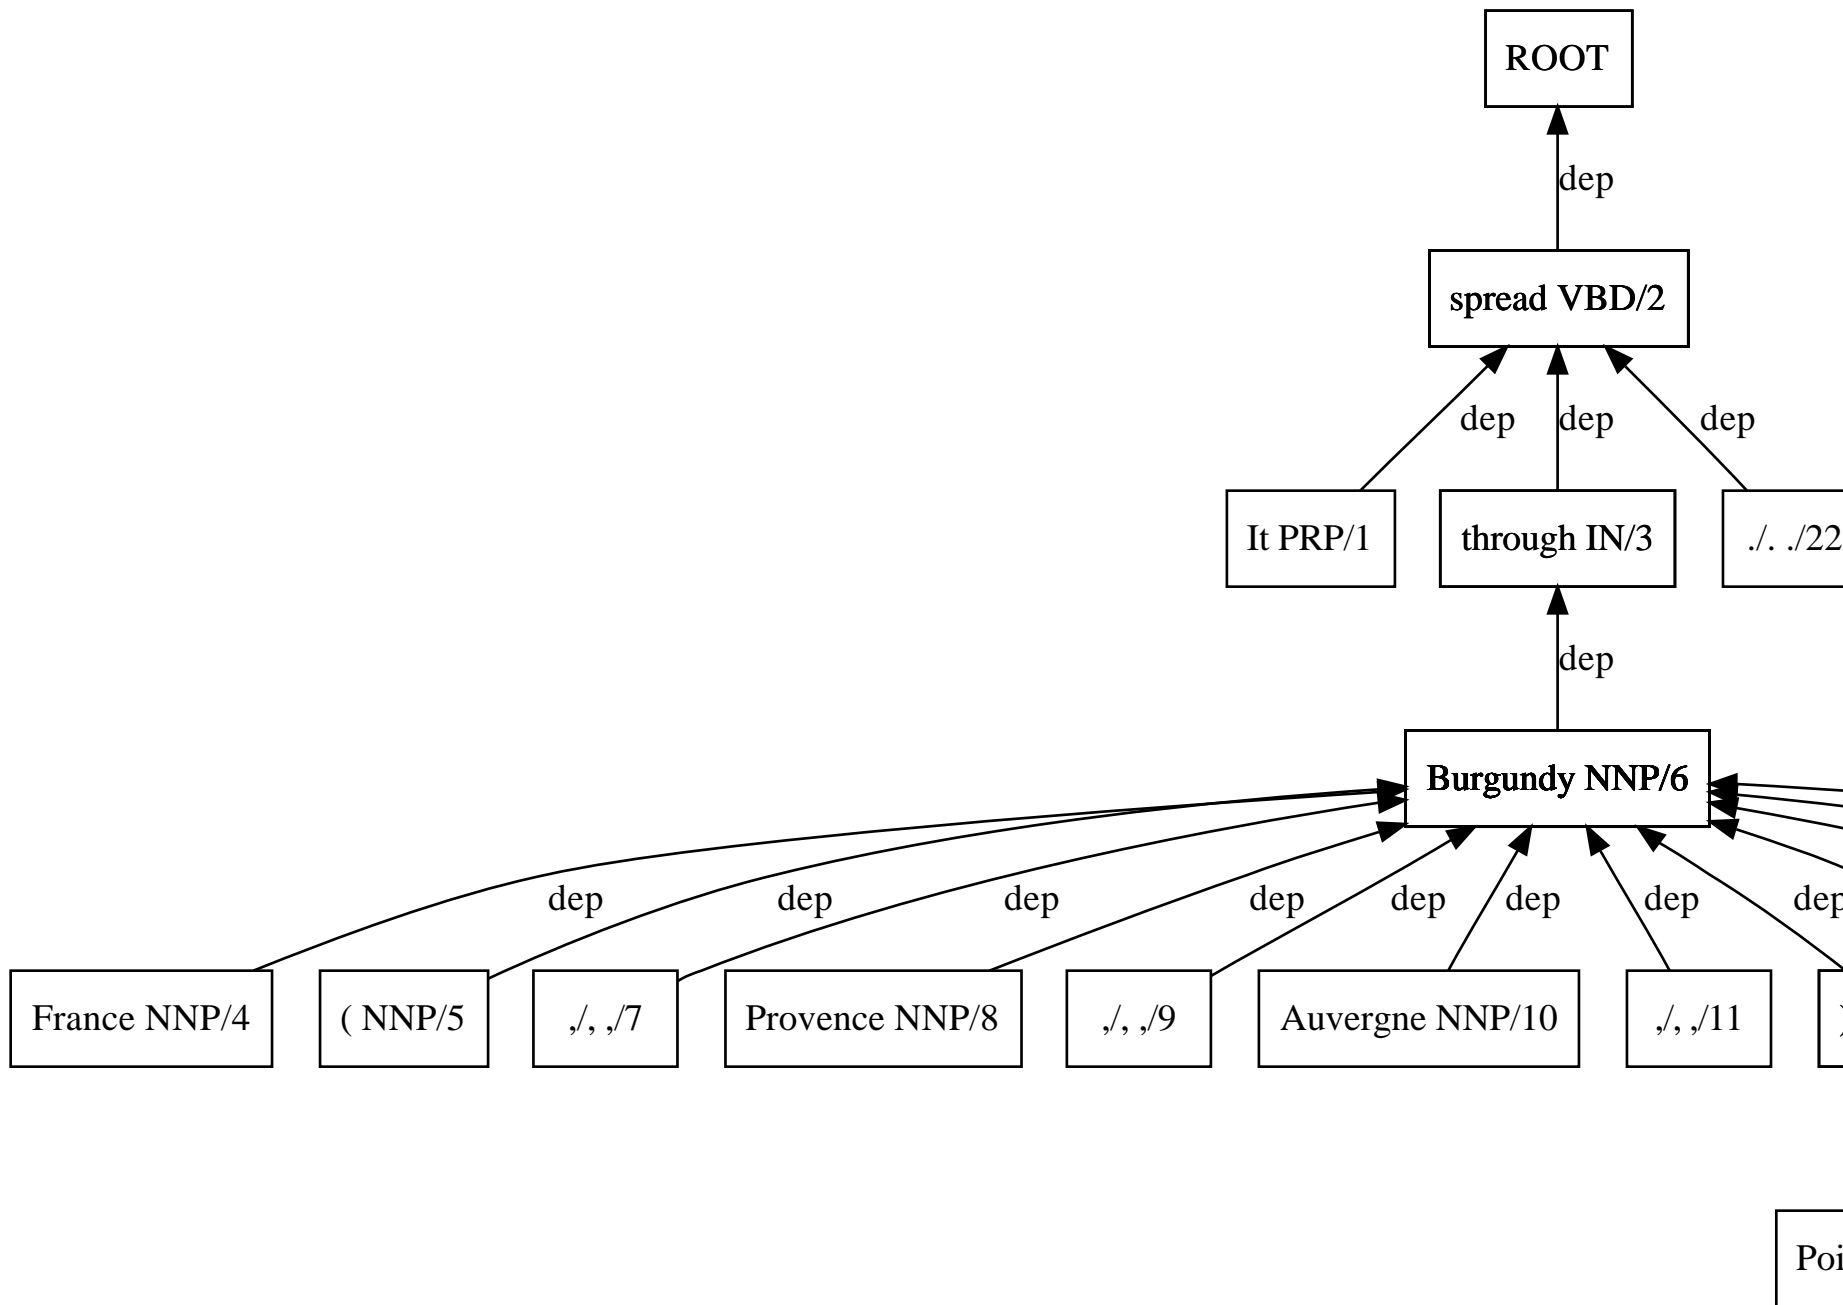 ROOT
dep
spread VBD/2
dep dep dep
It PRP/1 through IN/3 ./. ./22
dep
Burgundy NNP/6
dep dep dep dep dep dep dep dep
France NNP/4 ( NNP/5 ,/, ,/7 Provence NNP/8 ,/, ,/9 Auvergne NNP/10 ,/, ,/11
Poi